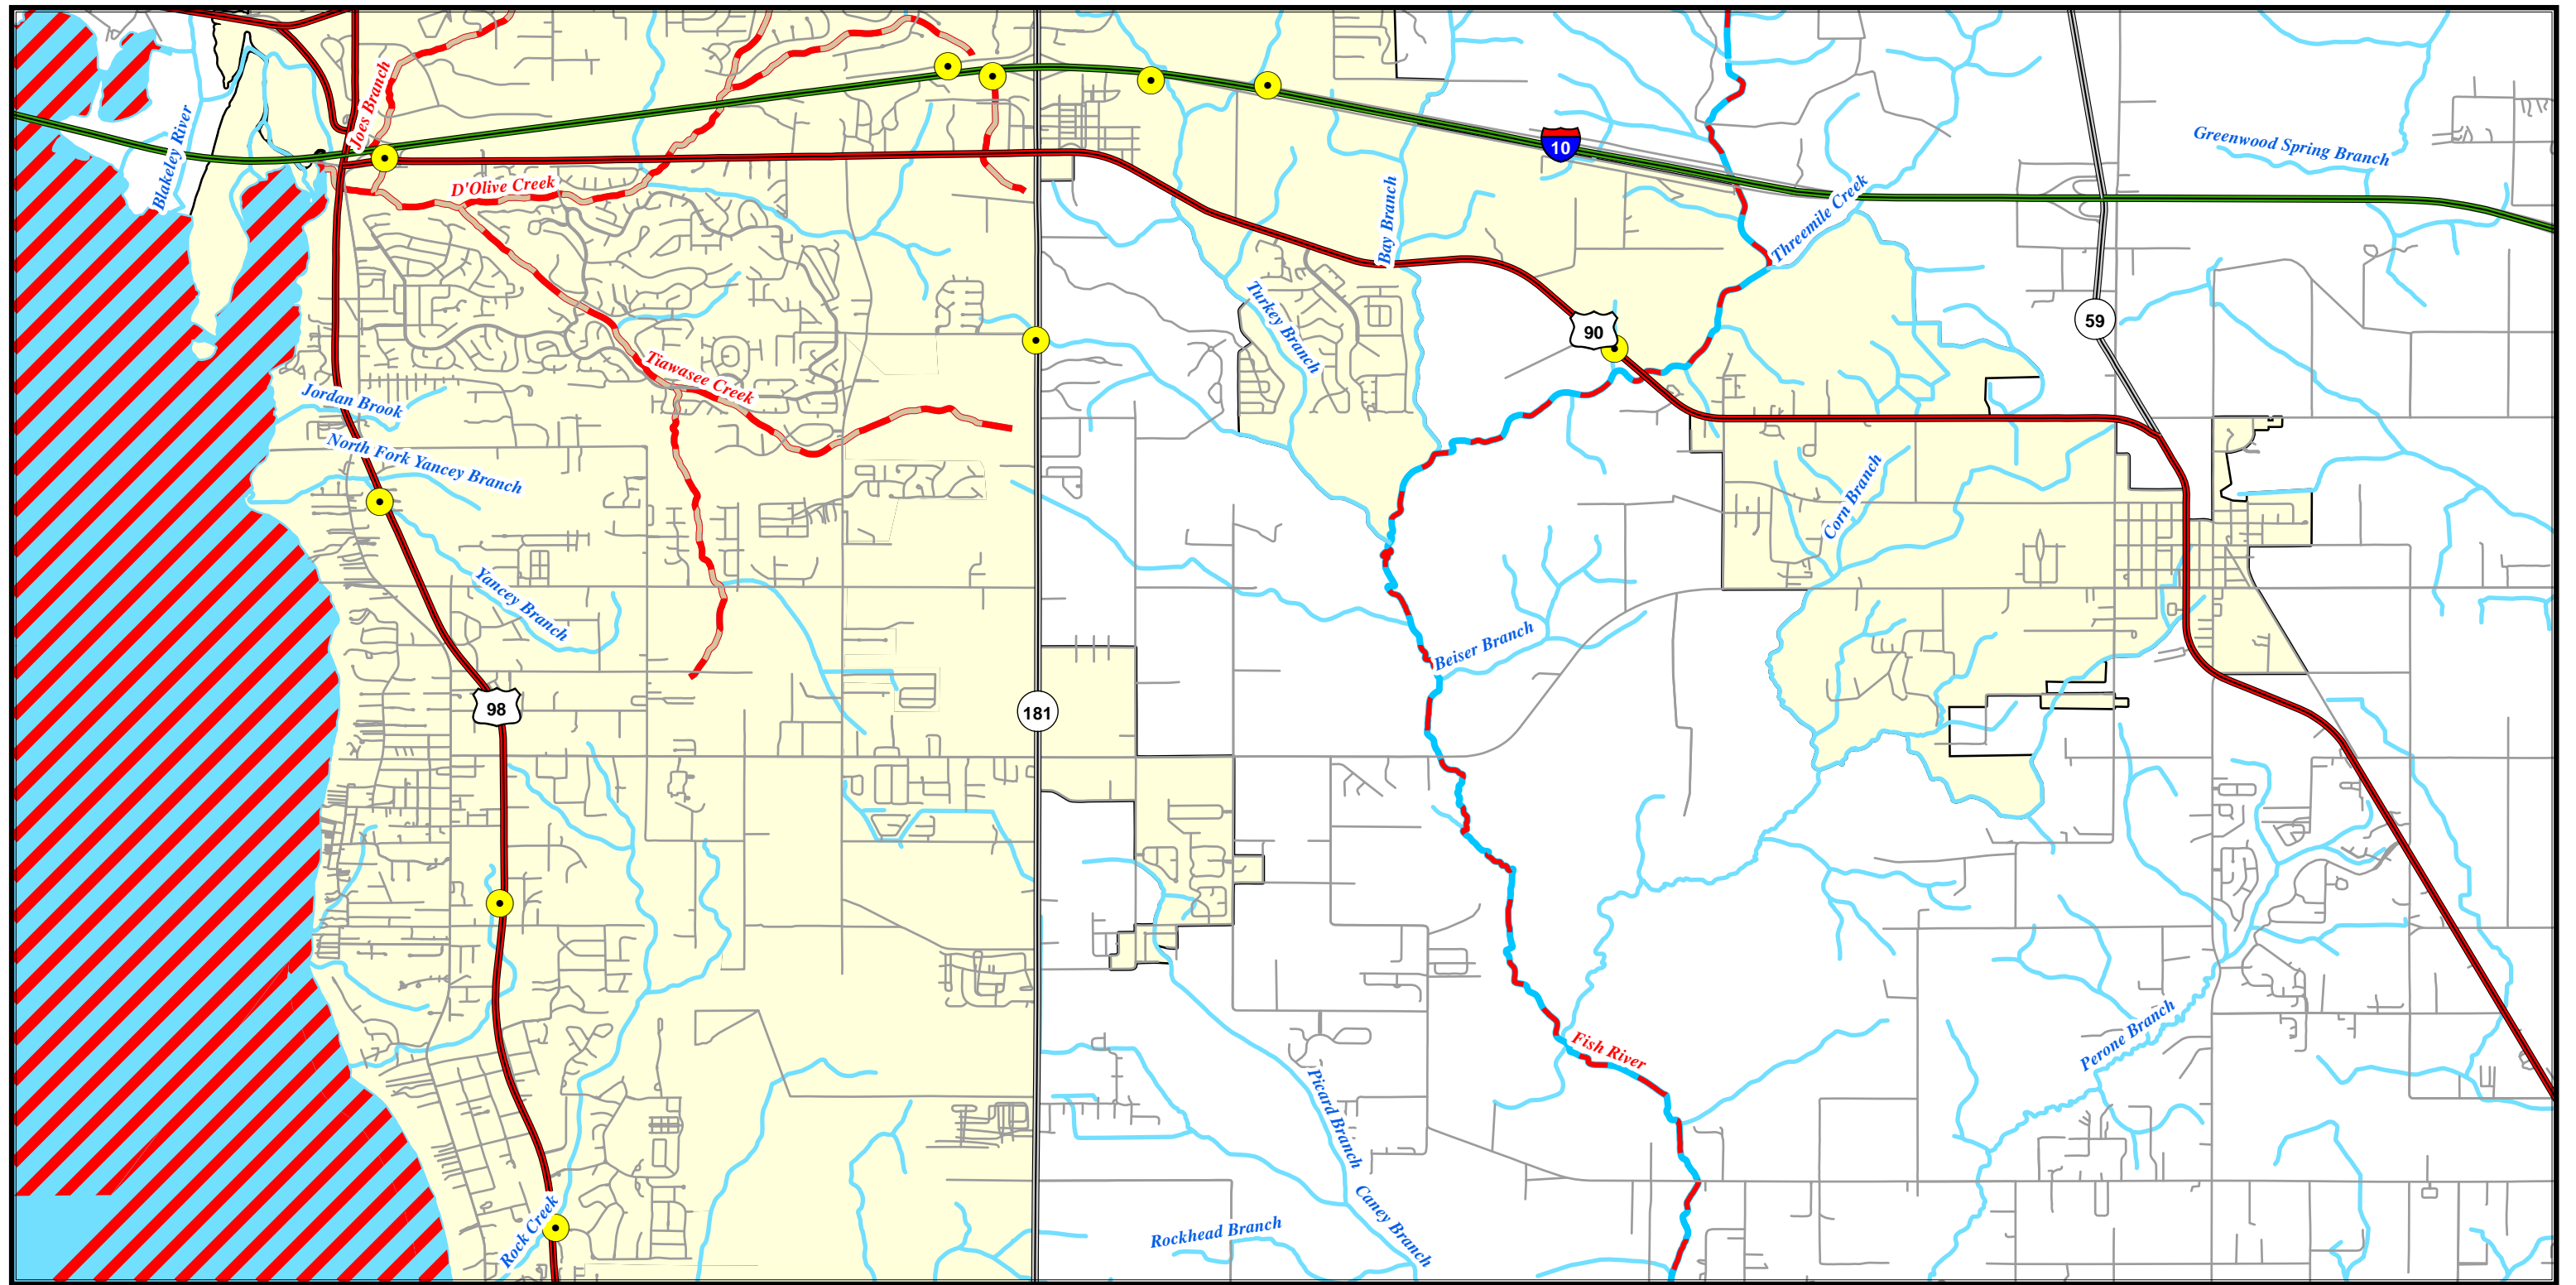 Joes Branch
Blakeley River
D'Olive Creek
10
Greenwood Spring Branch
Bay Branch
Threemile Creek
Turkey Branch
90
59
Tiawasee Creek
Jordan Brook
North Fork Yancey Branch
Corn Branch
Yancey Branch
Beiser Branch
98
181
Fish River
Perone Branch
Picard Branch
Rock Creek
Rockhead Branch
Caney Branch